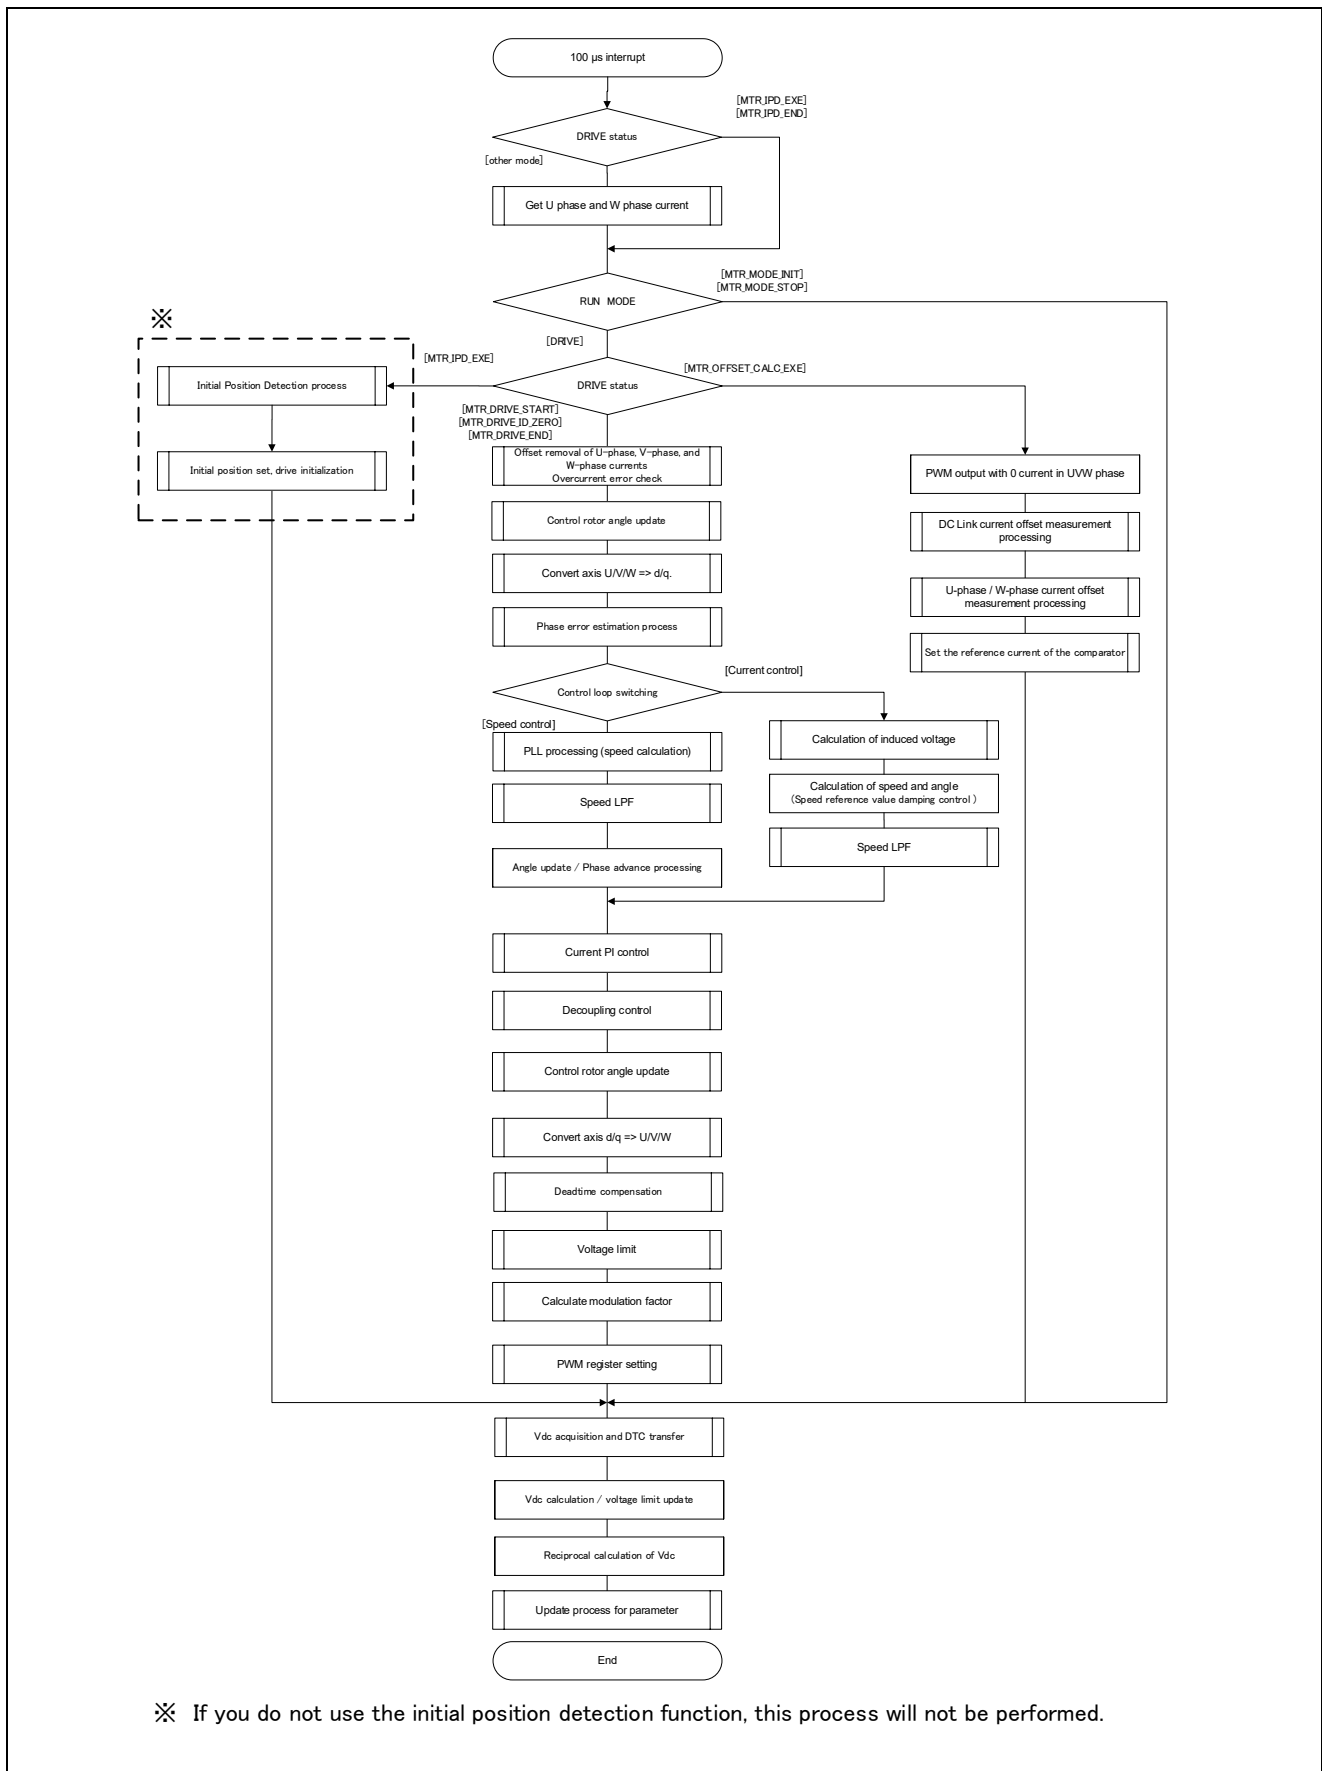 100 µs interrupt
[MTR_IPD_EXE]
[MTR_IPD_END]
DRIVE status
[other mode]
Get U phase and W phase current
[MTR_MODE_INIT]
[MTR_MODE_STOP]
RUN MODE
※
[DRIVE]
[MTR_IPD_EXE]
[MTR_OFFSET_CALC_EXE]
Initial Position Detection process
DRIVE status
[MTR_DRIVE_START]
[MTR_DRIVE_ID_ZERO]
[MTR_DRIVE_END]
Initial position set, drive initialization
Offset removal of U-phase, V-phase, and
W-phase currents
Overcurrent error check
PWM output with 0 current in UVW phase
Control rotor angle update
DC Link current offset measurement
processing
Convert axis U/V/W => d/q.
U-phase / W-phase current offset
measurement processing
Phase error estimation process
Set the reference current of the comparator
[Current control]
Control loop switching
[Speed control]
PLL processing (speed calculation)
Calculation of induced voltage
Speed LPF
Calculation of speed and angle
(Speed reference value damping control )
Speed LPF
Angle update / Phase advance processing
Current PI control
Decoupling control
Control rotor angle update
Convert axis d/q => U/V/W
Deadtime compensation
Voltage limit
Calculate modulation factor
PWM register setting
Vdc acquisition and DTC transfer
Vdc calculation / voltage limit update
Reciprocal calculation of Vdc
Update process for parameter
End
※ If you do not use the initial position detection function, this process will not be performed.